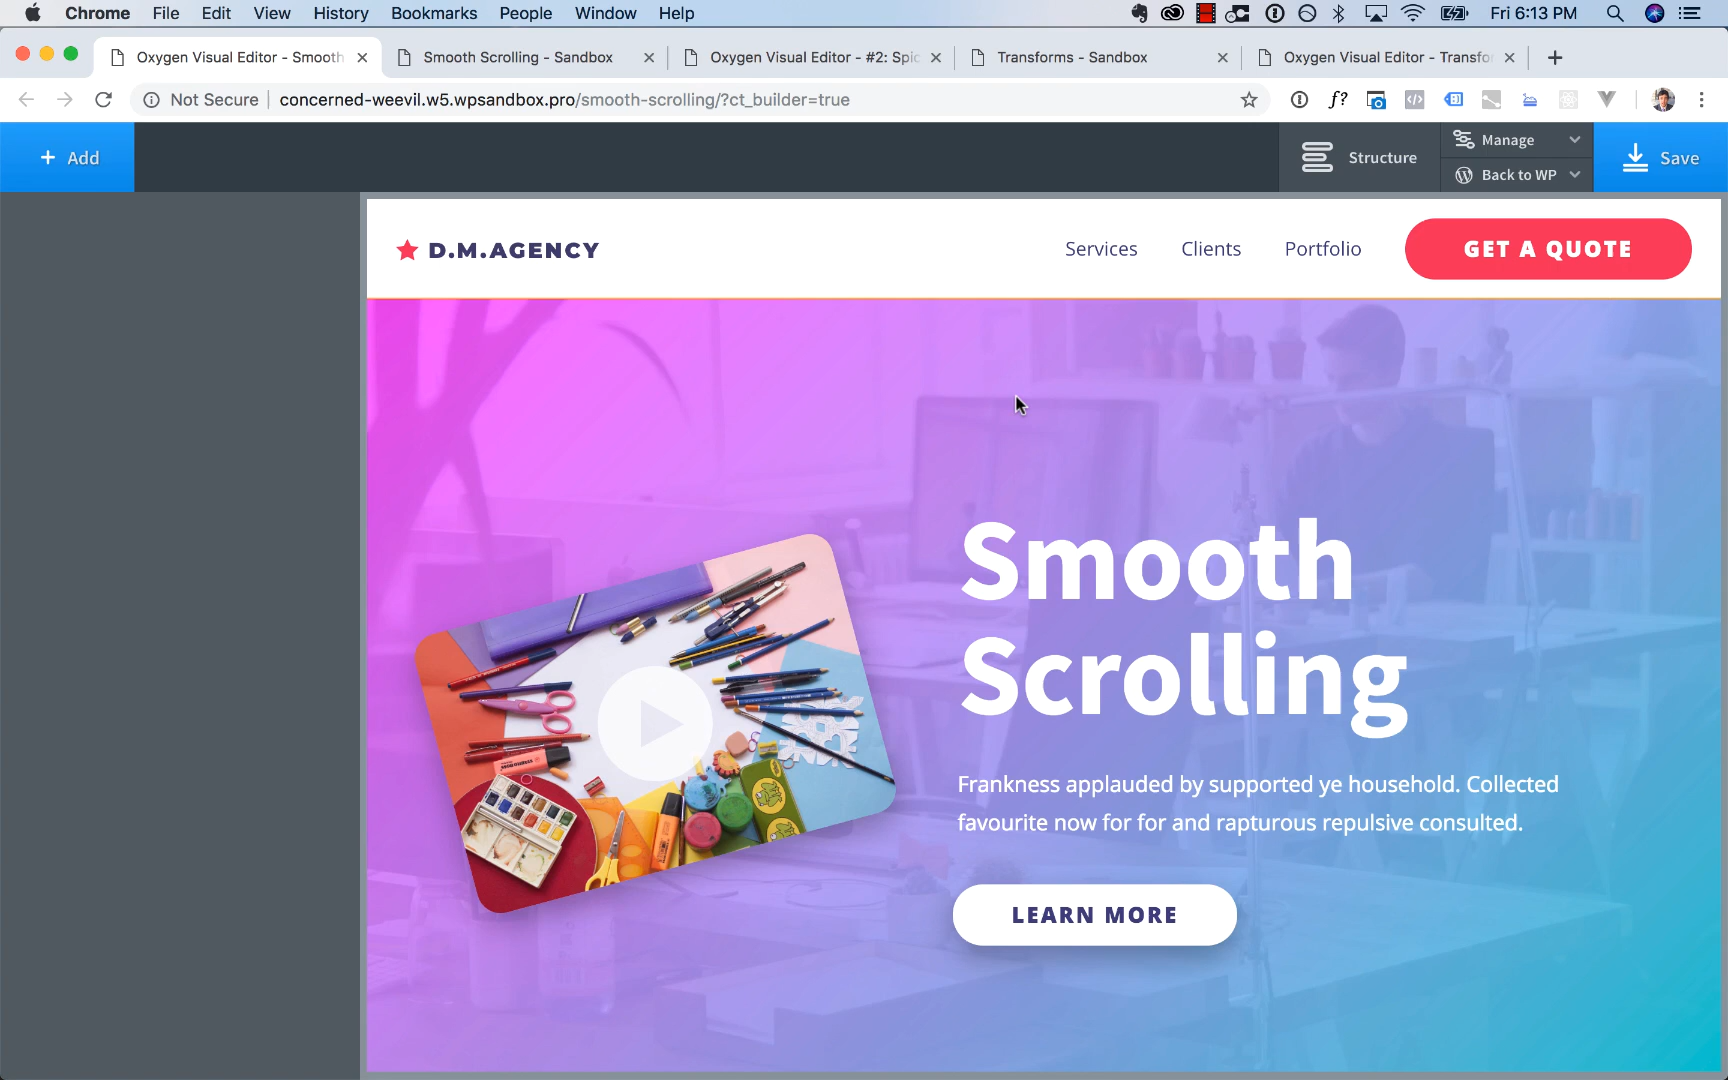 Chrome File Edit View History Bookmarks People Window Help Fri 6:13 PM
Oxygen Visual Editor - Smooth Smooth Scrolling - Sandbox Oxygen Visual Editor - #2: Spic Transforms - Sandbox Oxygen Visual Editor - Transfor
Not Secure concerned-weevil.w5.wpsandbox.pro/smooth-scrolling/?ct_builder=true f?
+ Add Structure Manage Save
Back to WP
D.M.AGENCY Services Clients Portfolio GET A QUOTE
Smooth
Scrolling
Frankness applauded by supported ye household. Collected
favourite now for for and rapturous repulsive consulted.
LEARN MORE